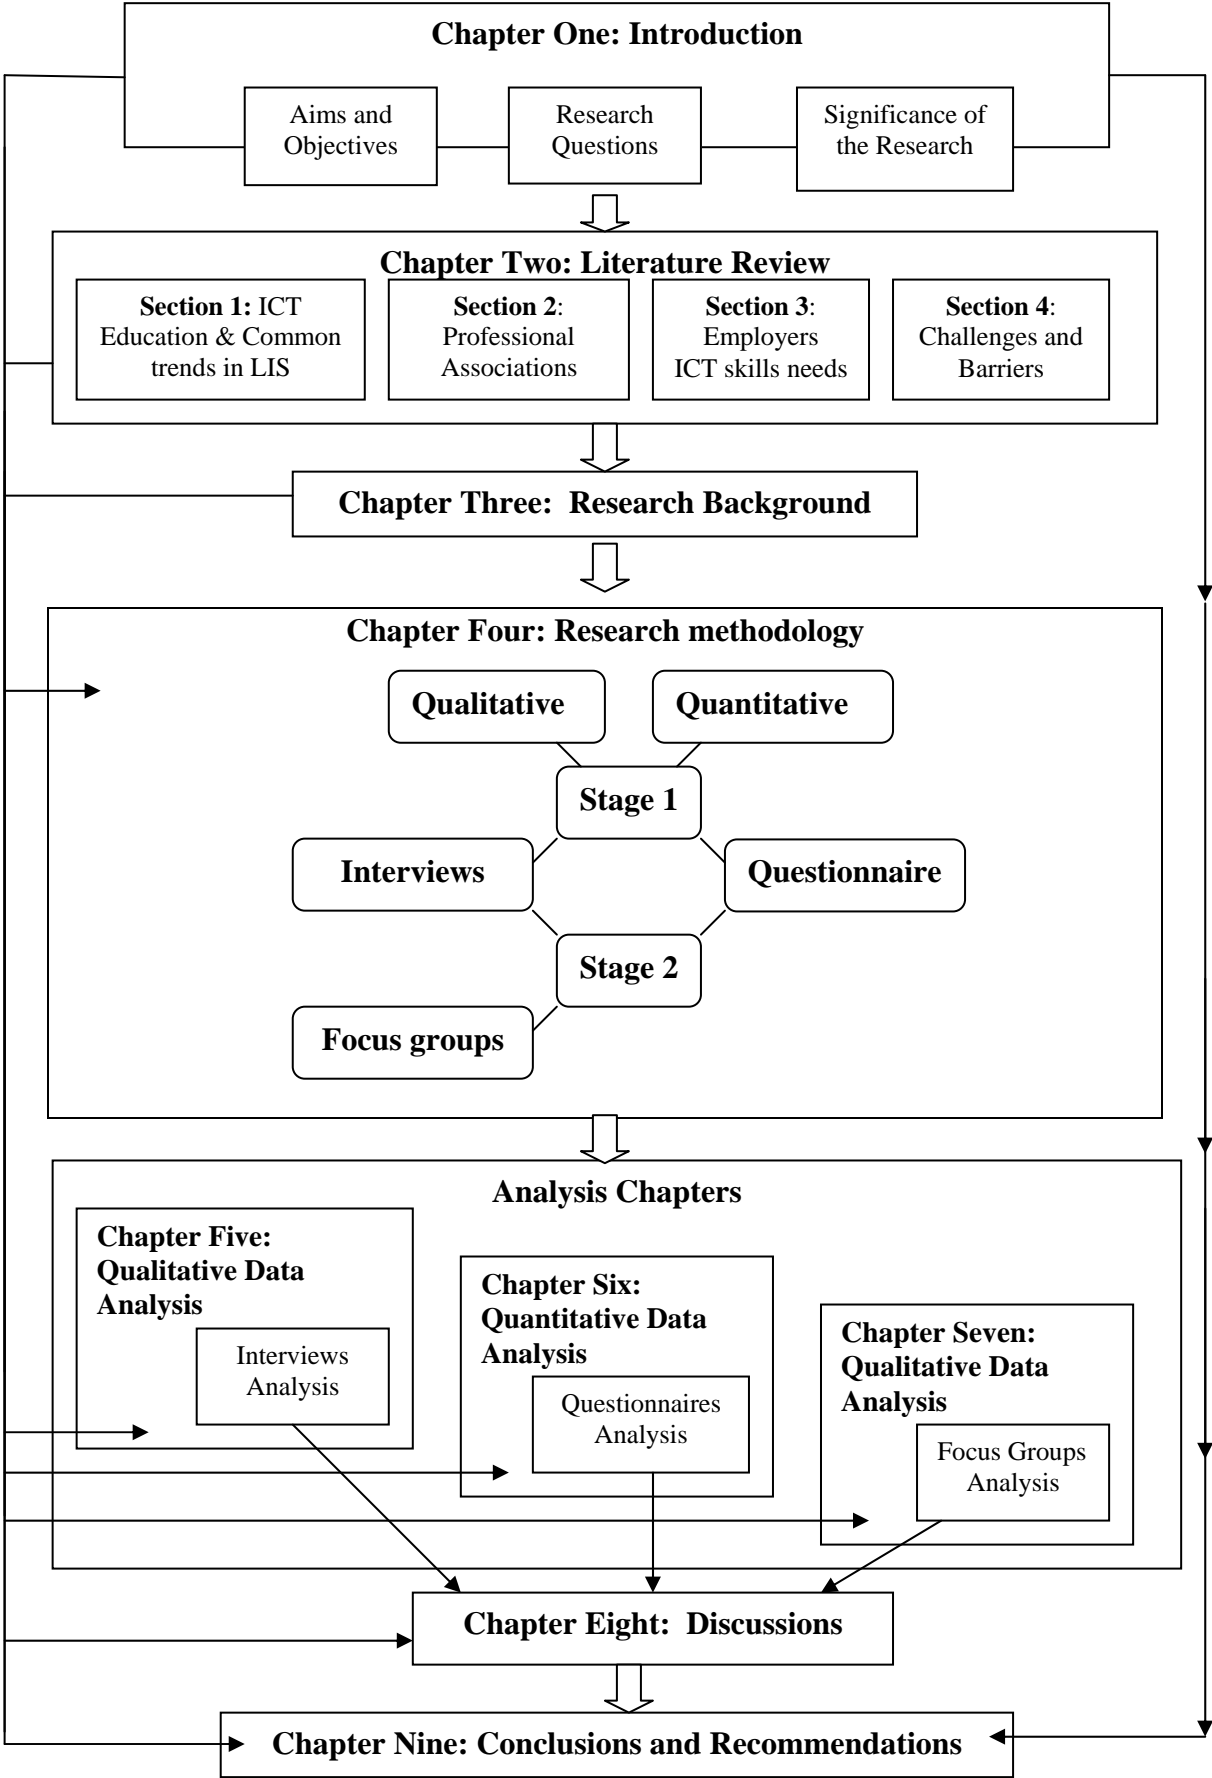 Chapter One: Introduction
Aims and
Objectives
Research
Questions
Significance of
the Research
Chapter Two: Literature Review
Section 1: ICT
Education & Common
trends in LIS
Section 2:
Professional
Associations
Section 3:
Employers
ICT skills needs
Section 4:
Challenges and
Barriers
Chapter Three:  Research Background
Chapter Four: Research methodology
Qualitative
Quantitative
Stage 1
Interviews
Questionnaire
Stage 2
Focus groups
Analysis Chapters
Chapter Five:
Qualitative Data
Analysis
Interviews
Analysis
Chapter Six:
Quantitative Data
Analysis
Questionnaires
Analysis
Chapter Seven:
Qualitative Data
Analysis
Focus Groups
Analysis
Chapter Eight:  Discussions
Chapter Nine: Conclusions and Recommendations